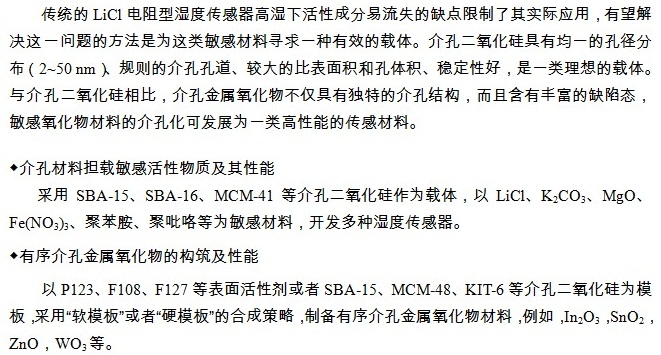 传统的 LiCl 电阻型湿度传感器高湿下活性成分易流失的缺点限制了其实际应用，有望解
决这一问题的方法是为这类敏感材料寻求一种有效的载体。介孔二氧化硅具有均一的孔径分
布（2~50 nm）、规则的介孔孔道、较大的比表面积和孔体积、稳定性好，是一类理想的载体。
与介孔二氧化硅相比，介孔金属氧化物不仅具有独特的介孔结构，而且含有丰富的缺陷态，
敏感氧化物材料的介孔化可发展为一类高性能的传感材料。
◆介孔材料担载敏感活性物质及其性能
采用 SBA-15、SBA-16、MCM-41 等介孔二氧化硅作为载体，以 LiCl、K₂CO₃、MgO、
Fe(NO₃)₃、聚苯胺、聚吡咯等为敏感材料，开发多种湿度传感器。
◆有序介孔金属氧化物的构筑及性能
以 P123、F108、F127 等表面活性剂或者 SBA-15、MCM-48、KIT-6 等介孔二氧化硅为模
板，采用“软模板”或者“硬模板”的合成策略，制备有序介孔金属氧化物材料，例如，In₂O₃，SnO₂，
ZnO，WO₃等。